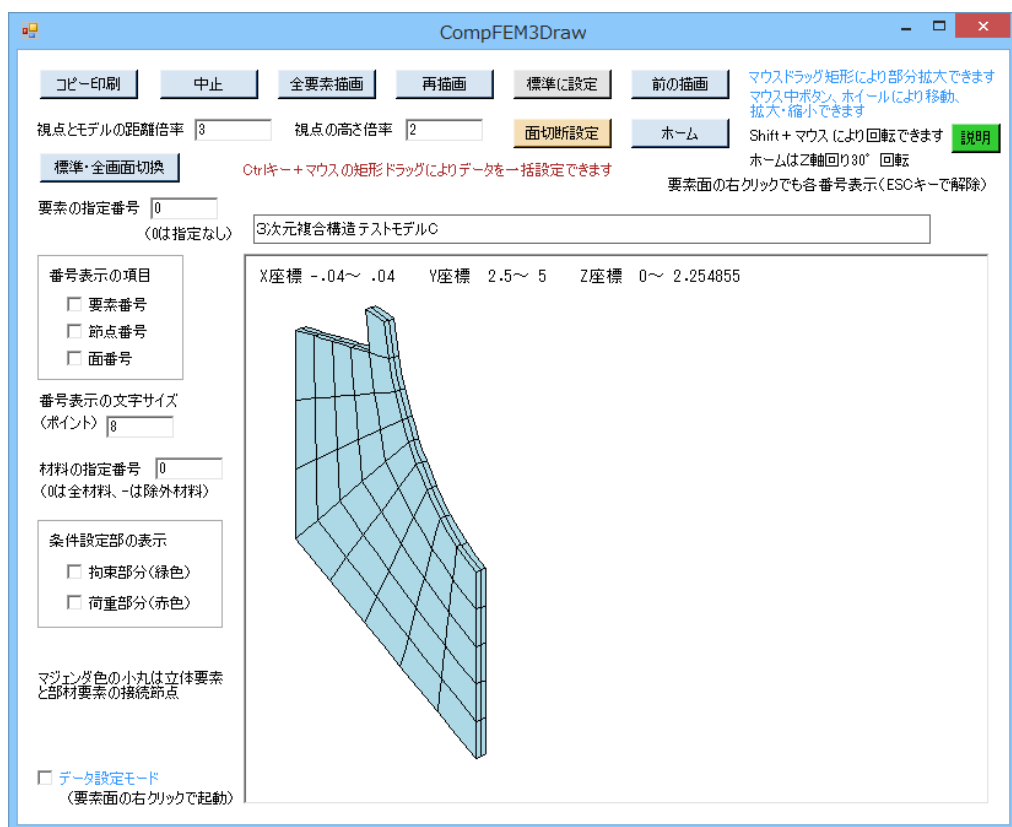 CompFEM3Draw
コピー印刷
中止
全要素描画
再描画
標準に設定
前の描画
マウスドラッグ矩形により部分拡大できます
マウス中ボタン、ホイールにより移動、
拡大・縮小できます
視点とモデルの距離倍率 3
視点の高さ倍率 2
面切断設定
ホーム
Shift+マウスにより回転できます
説明
標準・全画面切換
Ctrlキー+マウスの矩形ドラッグによりデータを一括設定できます
ホームはZ軸回り30°回転
要素面の右クリックでも各番号表示(ESCキーで解除)
要素の指定番号 0
(0は指定なし)
3次元複合構造テストモデルC
番号表示の項目
要素番号
節点番号
面番号
X座標 -.04～ .04 Y座標 2.5～ 5 Z座標 0～ 2.254855
番号表示の文字サイズ
(ポイント) 8
材料の指定番号 0
(0は全材料、-は除外材料)
条件設定部の表示
拘束部分(緑色)
荷重部分(赤色)
マジェンダ色の小丸は立体要素
と部材要素の接続節点
データ設定モード
(要素面の右クリックで起動)